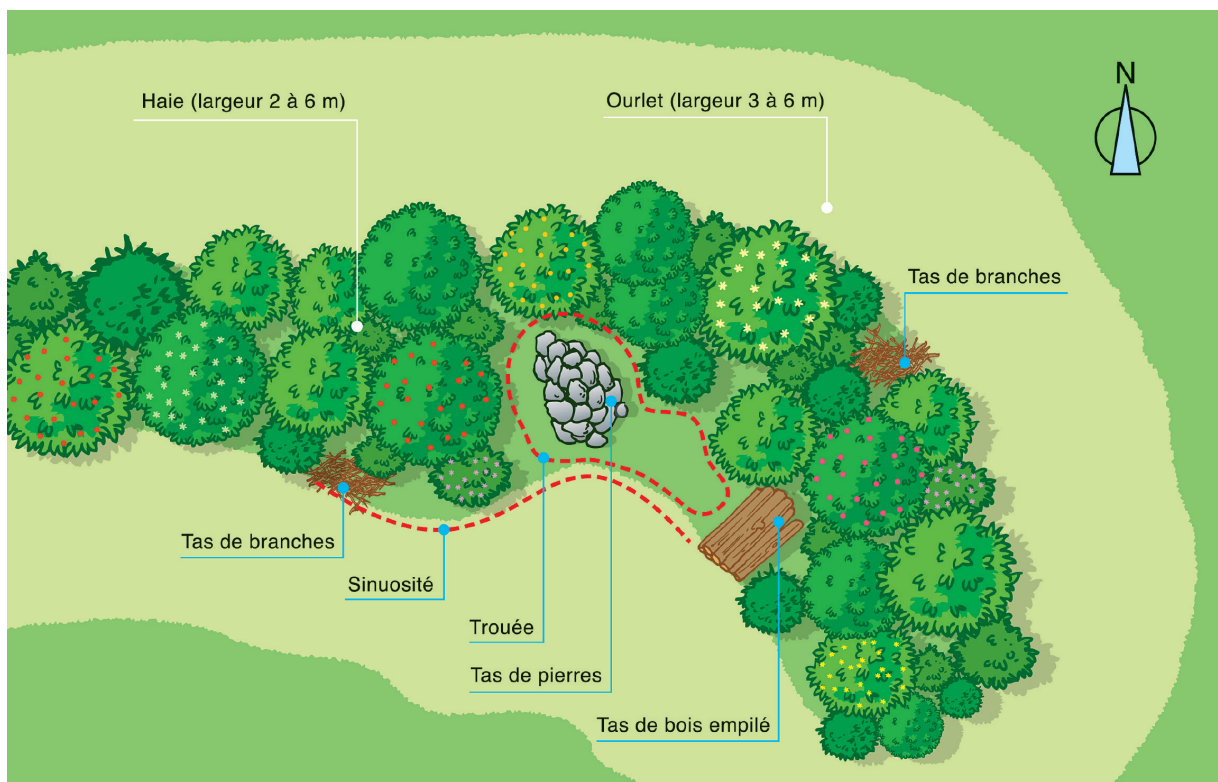 N
Haie (largeur 2 à 6 m)
Ourlet (largeur 3 à 6 m)
Tas de branches
Tas de branches
Sinuosité
Trouée
Tas de pierres
Tas de bois empilé